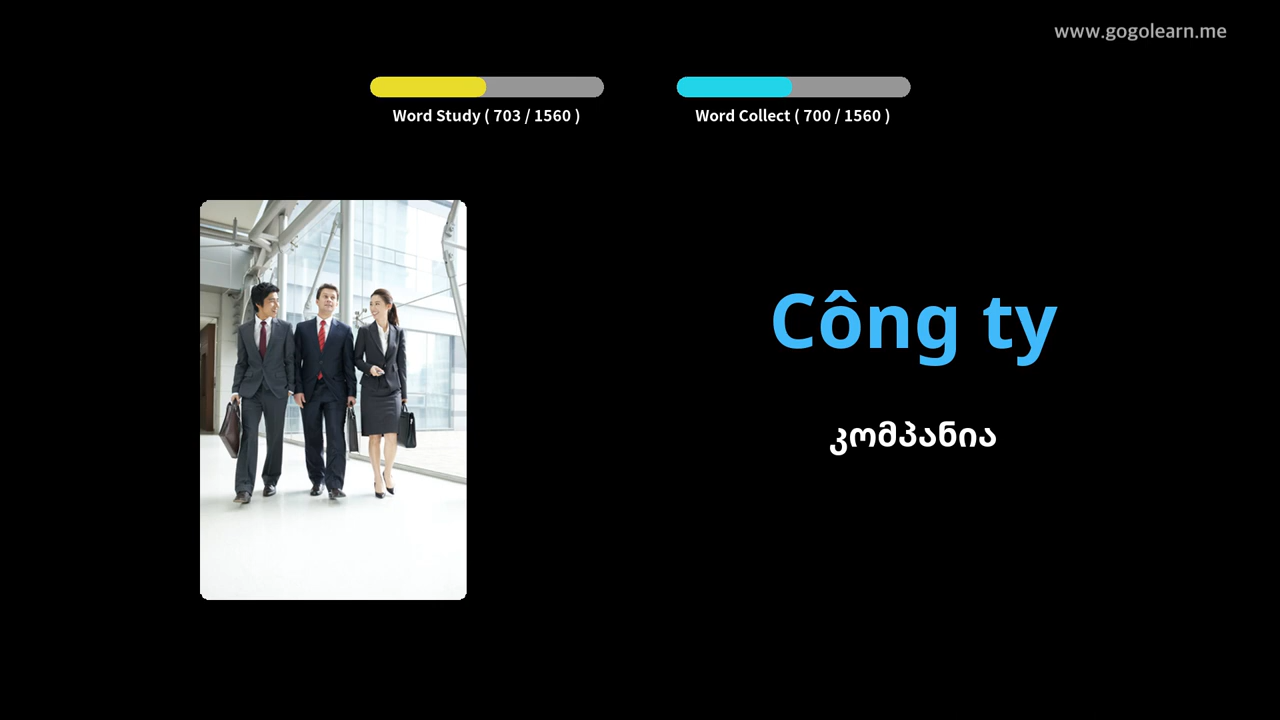 www.gogolearn.me
Word Study ( 703 / 1560 )
Word Collect ( 700 / 1560 )
Công ty
კომპანია